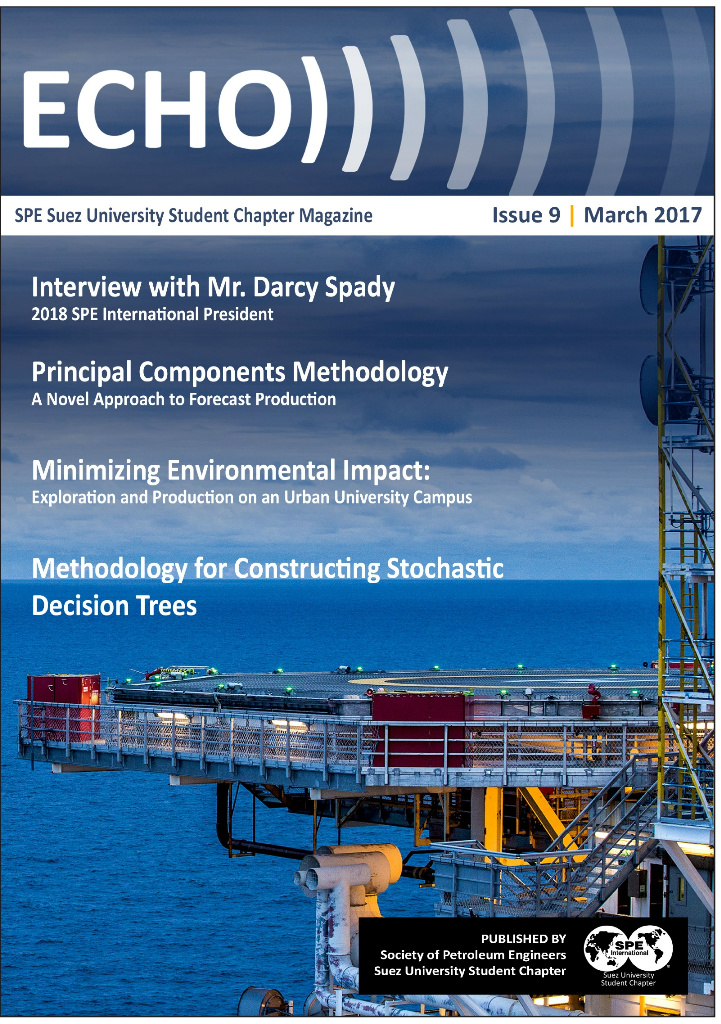 ECHO
SPE Suez University Student Chapter Magazine
Issue 9 | March 2017
Interview with Mr. Darcy Spady
2018 SPE International President
Principal Components Methodology
A Novel Approach to Forecast Production
Minimizing Environmental Impact:
Exploration and Production on an Urban University Campus
Methodology for Constructing Stochastic
Decision Trees
PUBLISHED BY
Society of Petroleum Engineers
Suez University Student Chapter
SPE
International
Suez University
Student Chapter